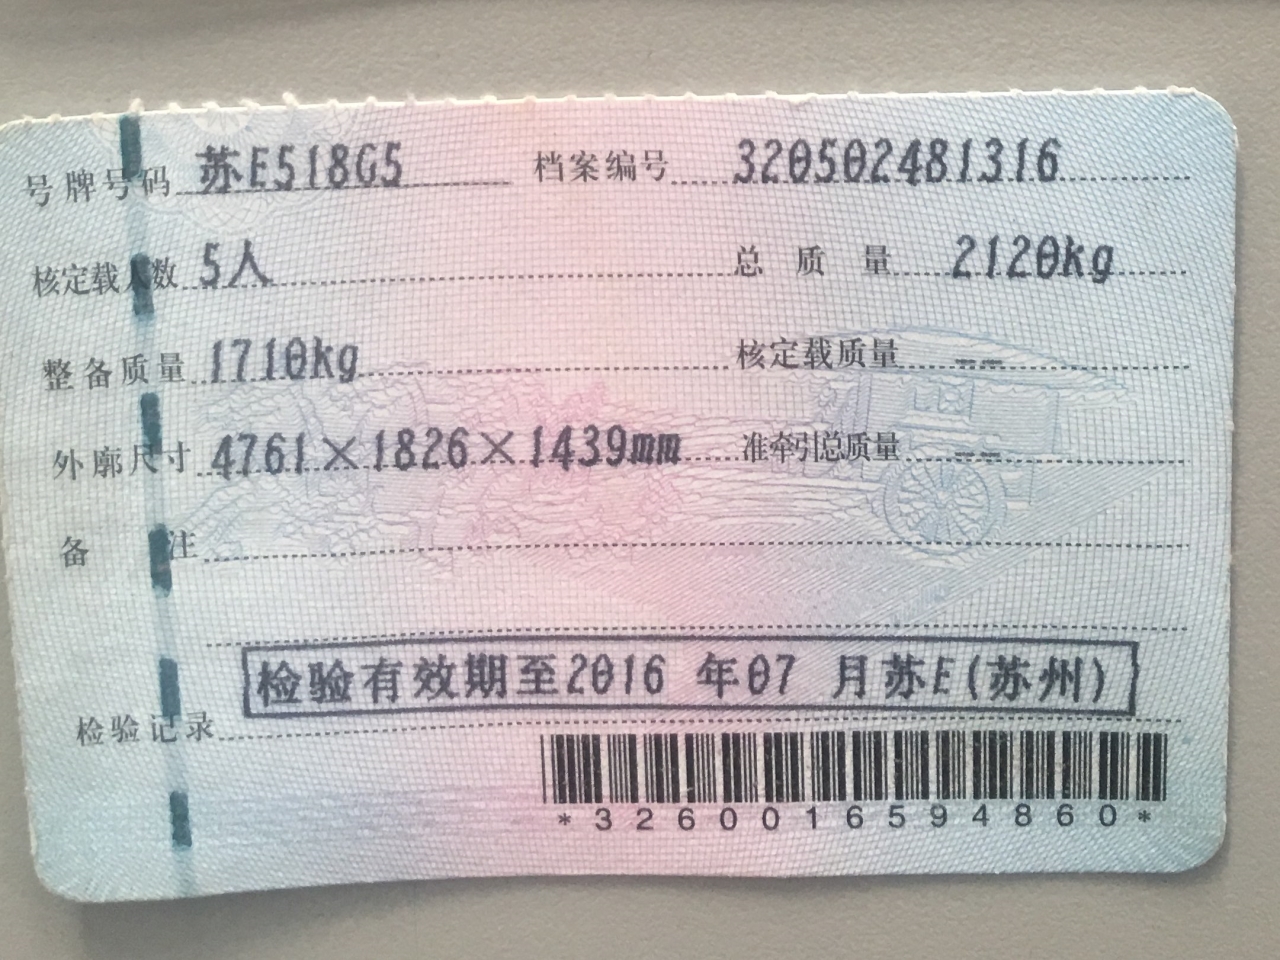 号牌号码 苏E518G5 档案编号 320502481316
核定载人数 5人 总质量 2120kg
整备质量 1710kg 核定载质量 --
外廓尺寸 4761×1826×1439mm 准牵引总质量 --
备注
检验有效期至2016 年07 月苏E(苏州)
检验记录
*3260016594860*